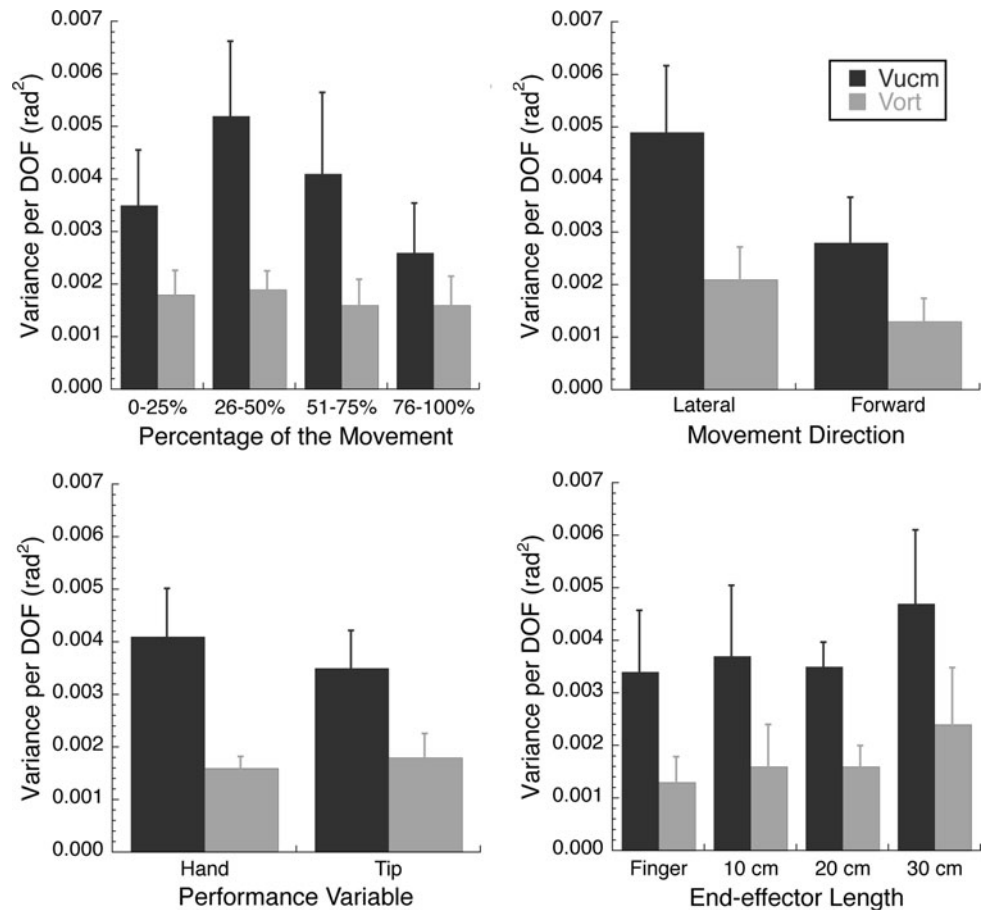 0.007
0.006
0.005
0.004
0.003
0.002
0.001
0.000
Variance per DOF (rad²)
0-25% 26-50% 51-75% 76-100%
Percentage of the Movement
0.007
0.006
0.005
0.004
0.003
0.002
0.001
0.000
Variance per DOF (rad²)
Vucm
Vort
Lateral Forward
Movement Direction
0.007
0.006
0.005
0.004
0.003
0.002
0.001
0.000
Variance per DOF (rad²)
Hand Tip
Performance Variable
0.007
0.006
0.005
0.004
0.003
0.002
0.001
0.000
Variance per DOF (rad²)
Finger 10 cm 20 cm 30 cm
End-effector Length